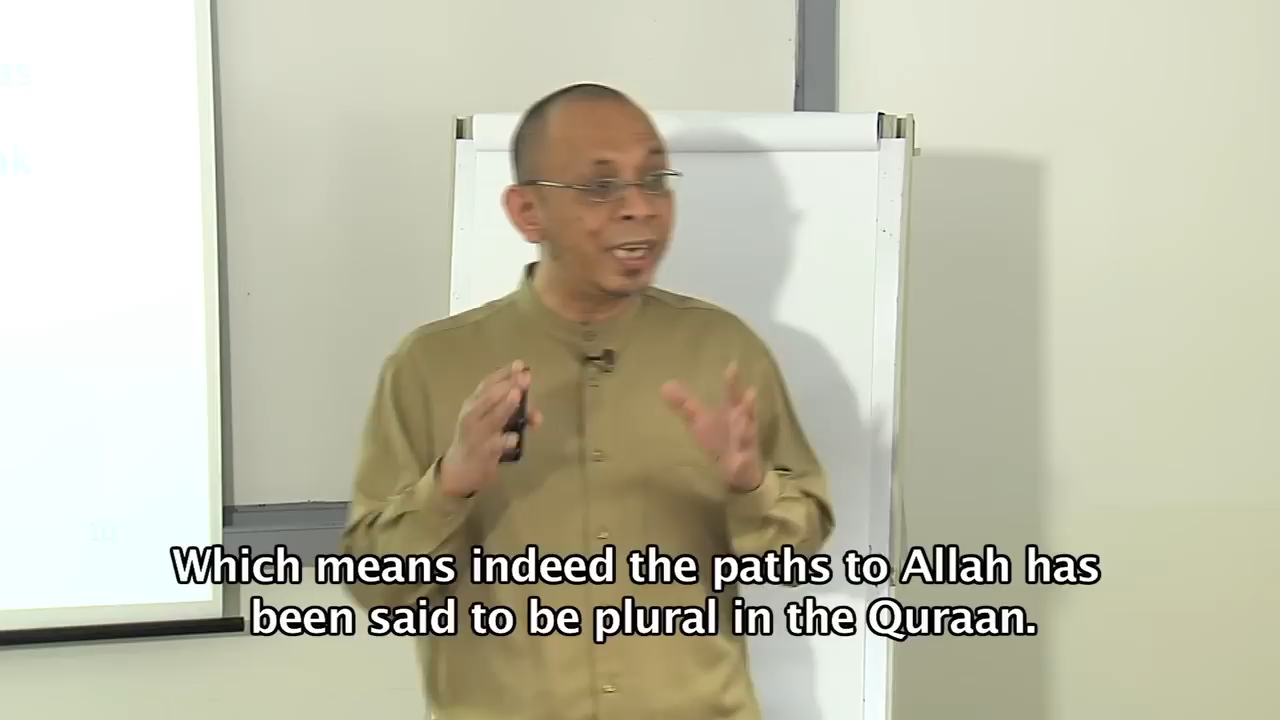 Which means indeed the paths to Allah has
been said to be plural in the Quraan.